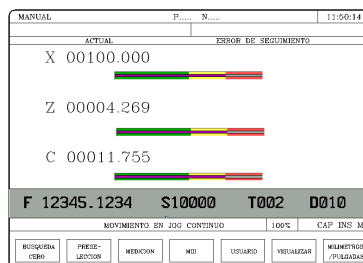 MANUAL P..... N..... 11:50:14
ACTUAL ERROR DE SEGUIMIENTO
X 00100.000
Z 00004.269
C 00011.755
F 12345.1234 S10000 T002 D010
MOVIMIENTO EN JOG CONTINUO 100% CAP INS M
BUSQUEDA CERO
PRESE-
LECCION
MEDICION
MDI
USUARIO
VISUALIZAR
MILIMETROS
/PULGADAS